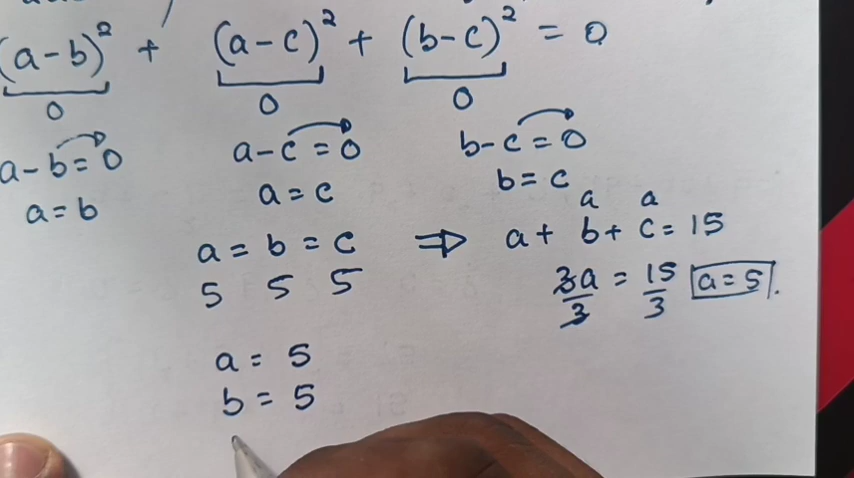 (a-b)² + (a-c)² + (b-c)² = 0
0 0 0
a-b=0 a-c=0 b-c=0
a=b a=c b=c
a a
a=b=c ⇒ a+b+c=15
5 5 5 3a/3 = 15/3 a=5.
a = 5
b = 5